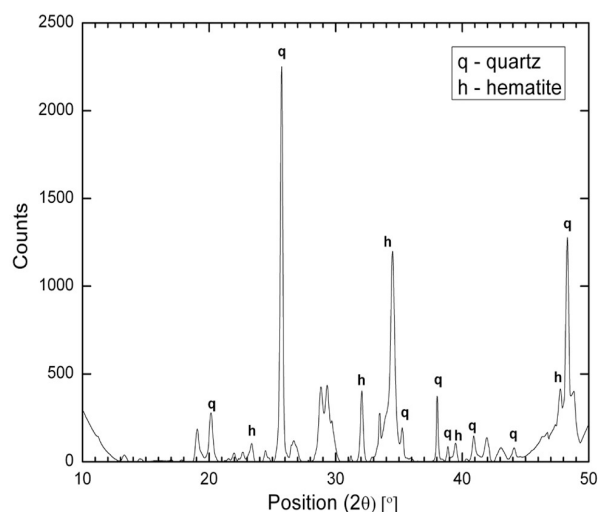 2500
2000
1500
1000
500
0
Counts
q - quartz
h - hematite
q
h
q
h
h
q
q
q
h
q
q
h
q
10 20 30 40 50
Position (2θ) [°]